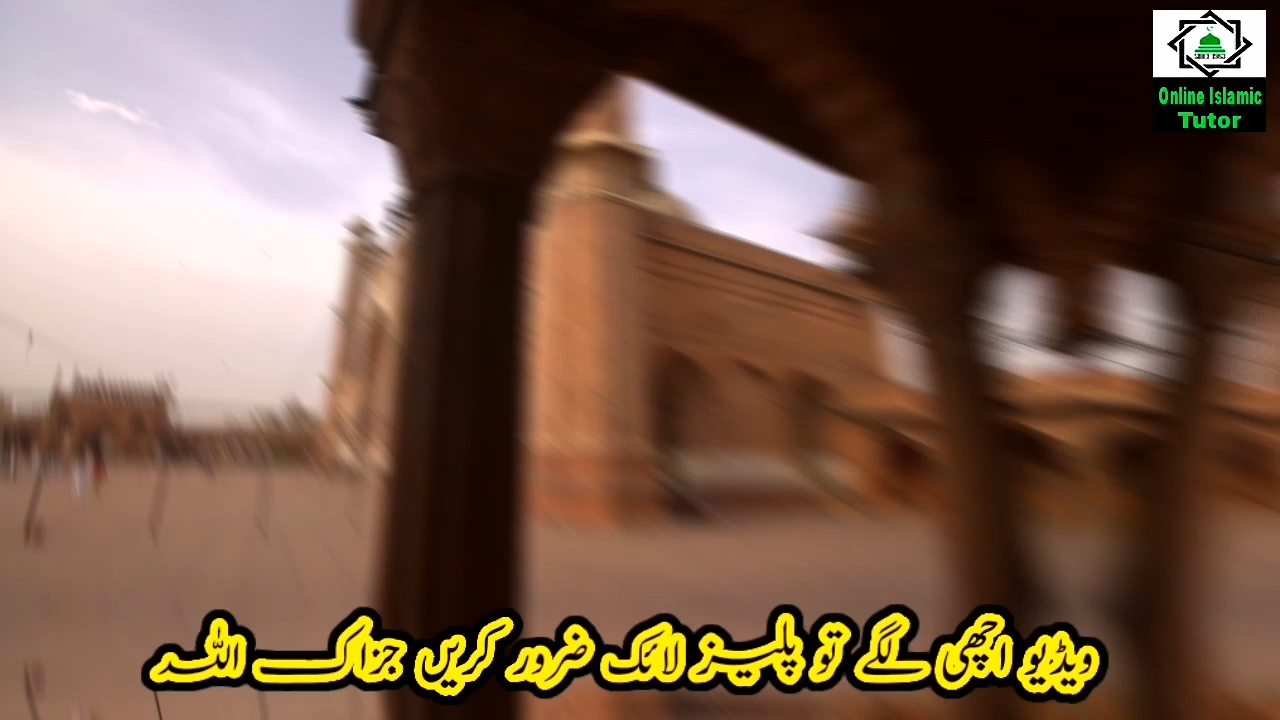 Online Islamic
Tutor
ویڈیو اچھی لگے تو پلیز لائک ضرور کریں جزاک اللہ